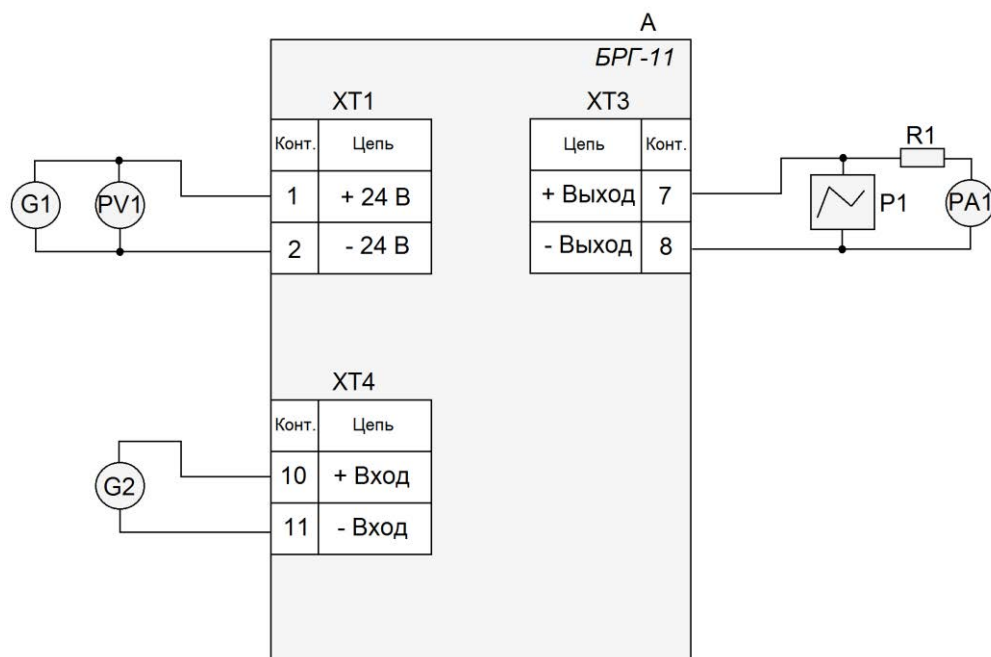 A
БРГ-11
XT1
Конт. Цепь
1 + 24 В
2 - 24 В
G1
PV1
XT3
Цепь Конт.
+ Выход 7
- Выход 8
R1
P1
PA1
XT4
Конт. Цепь
10 + Вход
11 - Вход
G2